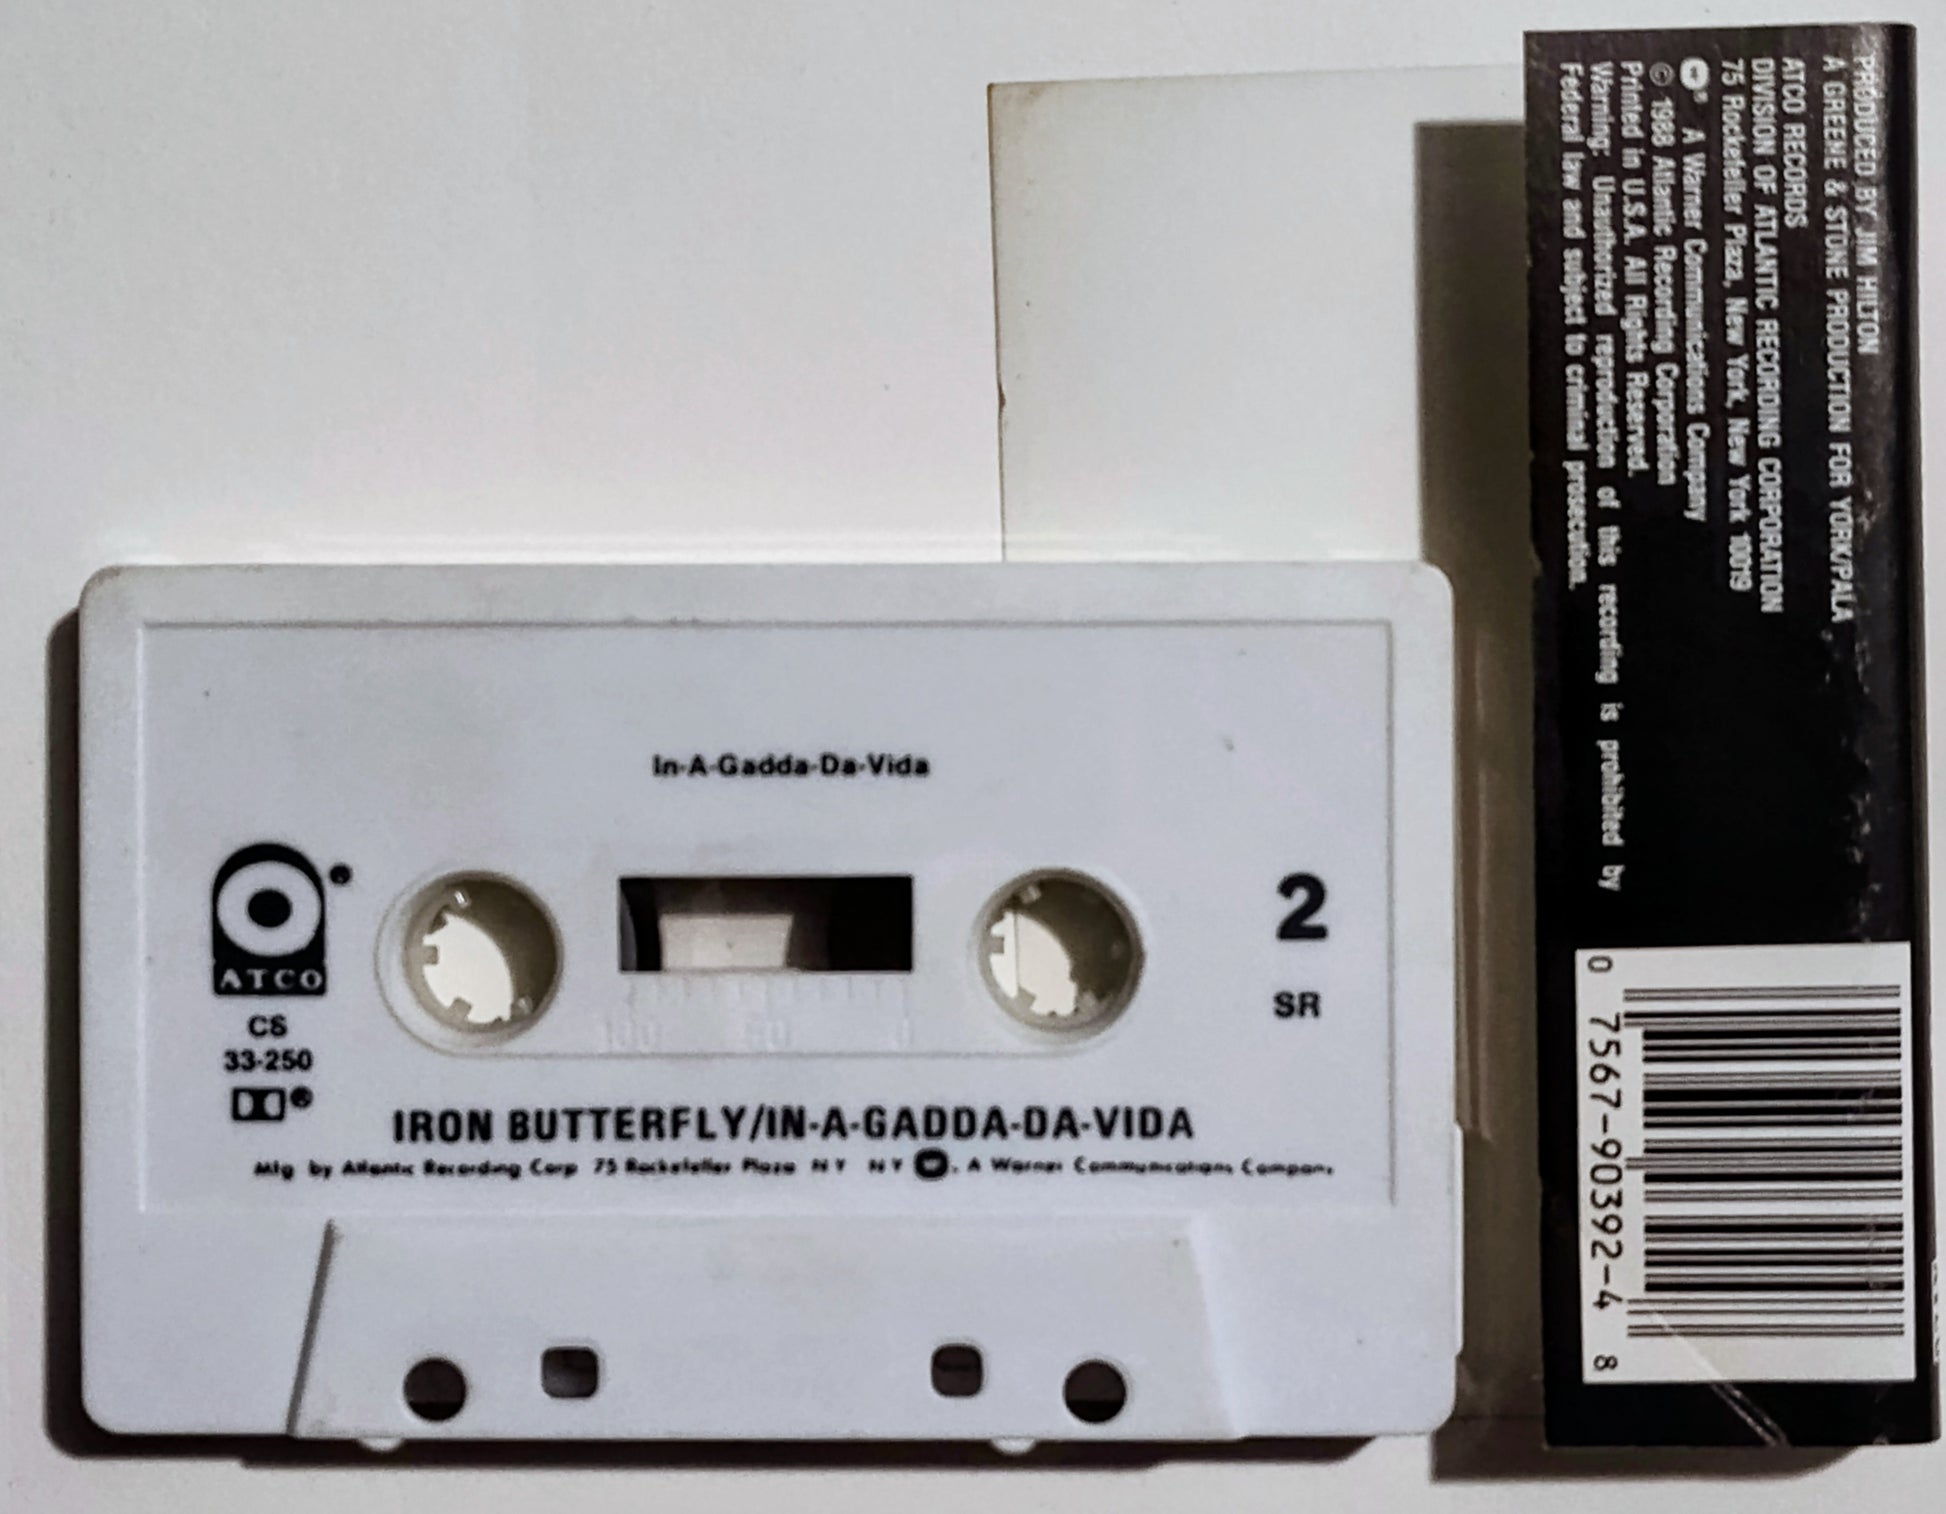 In-A-Gadda-Da-Vida
ATCO
CS
33-250
2
SR
100 50 0
IRON BUTTERFLY/IN-A-GADDA-DA-VIDA
Mfg by Atlantic Recording Corp 75 Rockefeller Plaza N Y N Y , A Warner Communications Company
PRODUCED BY JIM HILTON
A GREENE & STONE PRODUCTION FOR YORK/PALA
ATCO RECORDS
DIVISION OF ATLANTIC RECORDING CORPORATION
75 Rockefeller Plaza, New York, New York 10019
A Warner Communications Company
© 1988 Atlantic Recording Corporation
Printed in U.S.A. All Rights Reserved.
Warning: Unauthorized reproduction of this recording is prohibited by
Federal law and subject to criminal prosecution.
0 7567-90392-4 8